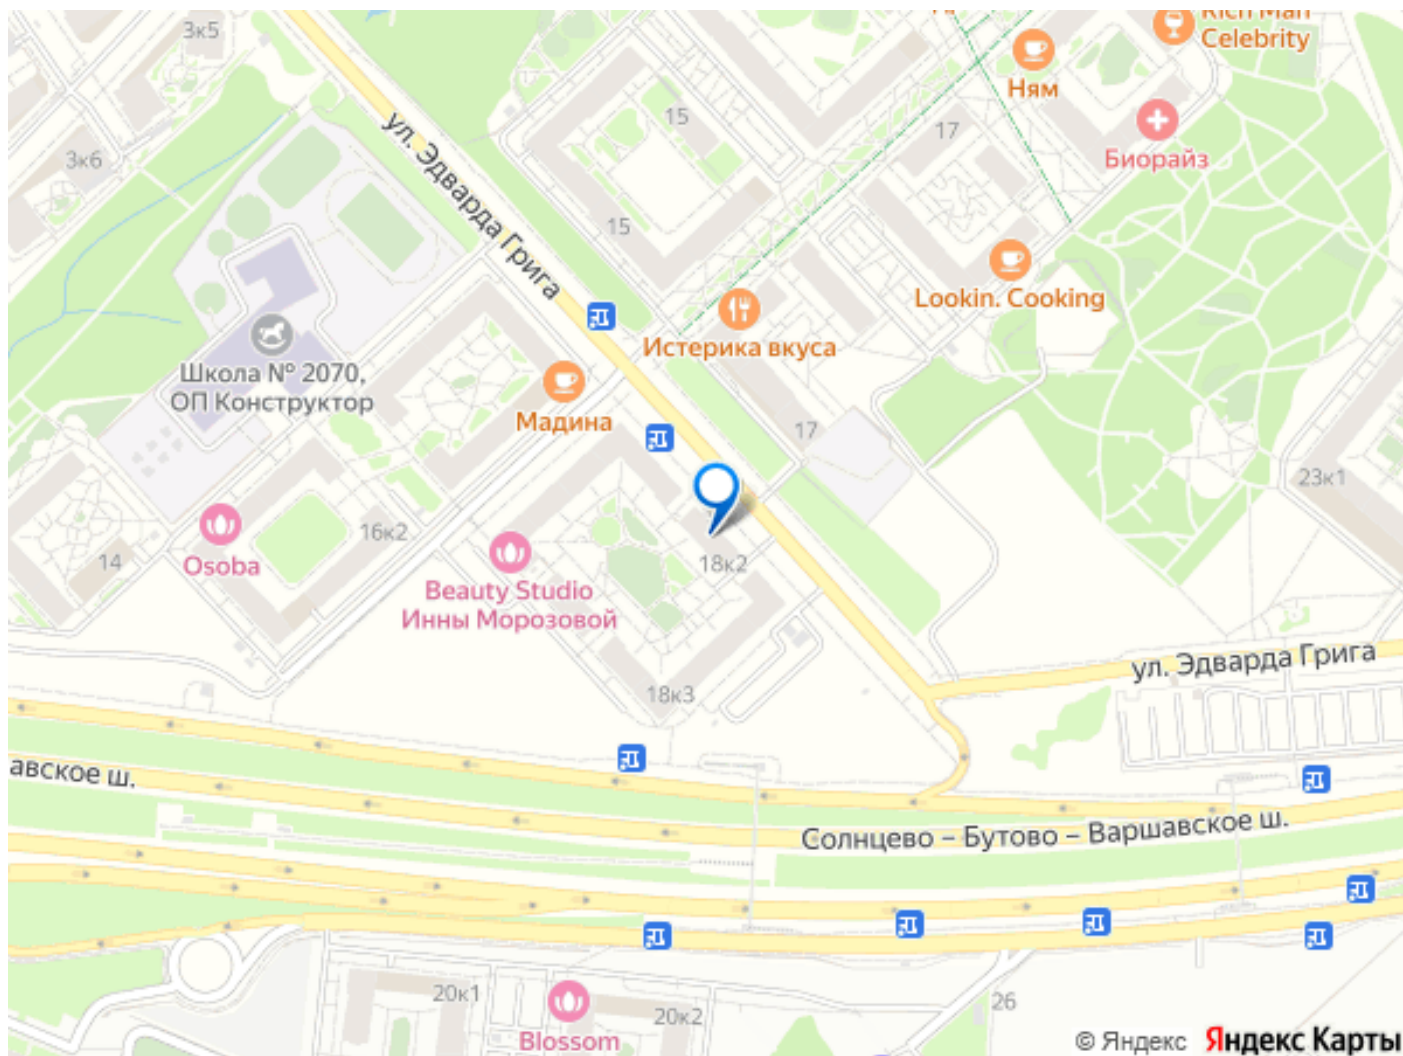 3к5
Rich Man
Celebrity
Ням
15
17
Биорайз
3к6
ул. Эдварда Грига
15
Lookin. Cooking
Истерика вкуса
Школа № 2070,
ОП Конструктор
Мадина
17
23к1
16к2
14
Osoba
18к2
Beauty Studio
Инны Морозовой
ул. Эдварда Грига
18к3
авское ш.
Солнцево – Бутово – Варшавское ш.
20к1
26
20к2
Blossom
© Яндекс Яндекс Карты